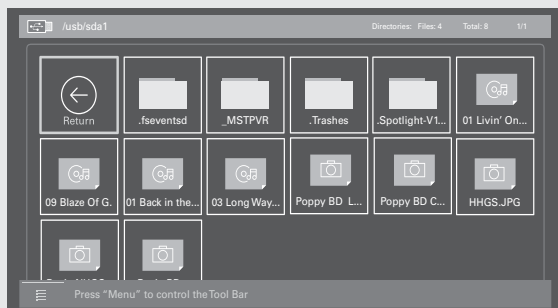 /usb/sda1 Directories: Files: 4 Total: 8 1/1
Return .fseventsd _MSTPVR .Trashes .Spotlight-V1... 01 Livin' On...
09 Blaze Of G. 01 Back in the... 03 Long Way... Poppy BD L... Poppy BD C... HHGS.JPG
Press "Menu" to control the Tool Bar